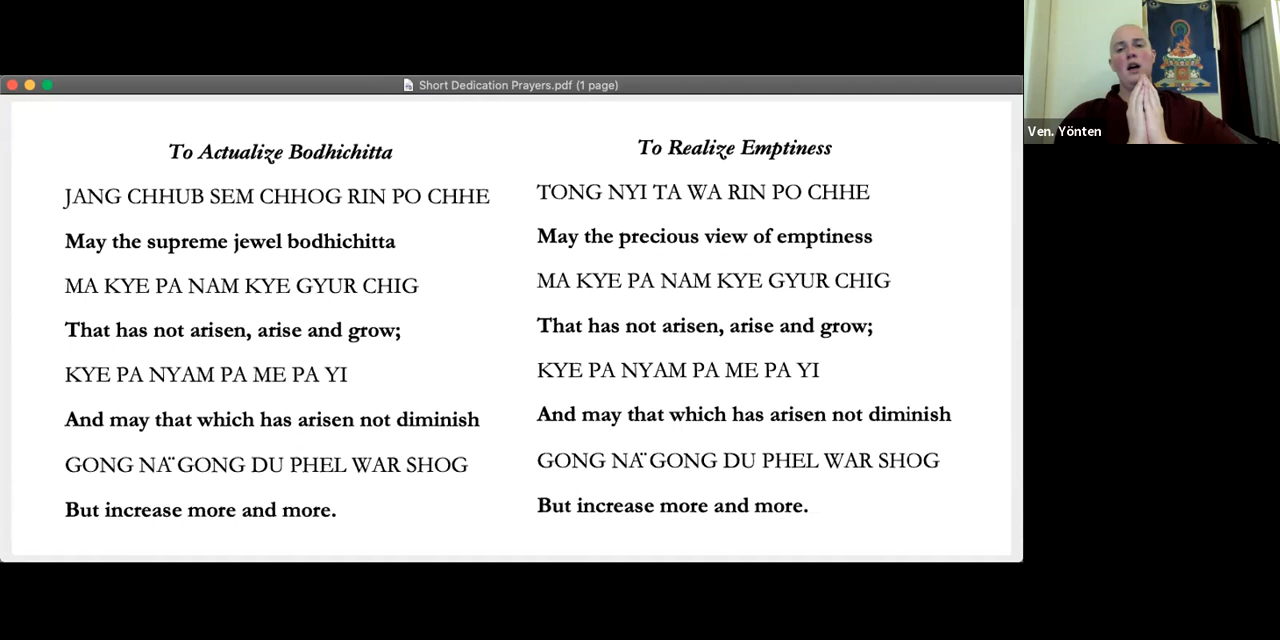 Short Dedication Prayers.pdf (1 page)
To Actualize Bodhichitta
JANG CHHUB SEM CHHOG RIN PO CHHE
May the supreme jewel bodhichitta
MA KYE PA NAM KYE GYUR CHIG
That has not arisen, arise and grow;
KYE PA NYAM PA ME PA YI
And may that which has arisen not diminish
GONG NA¨ GONG DU PHEL WAR SHOG
But increase more and more.
To Realize Emptiness
TONG NYI TA WA RIN PO CHHE
May the precious view of emptiness
MA KYE PA NAM KYE GYUR CHIG
That has not arisen, arise and grow;
KYE PA NYAM PA ME PA YI
And may that which has arisen not diminish
GONG NA¨ GONG DU PHEL WAR SHOG
But increase more and more.
Ven. Yönten